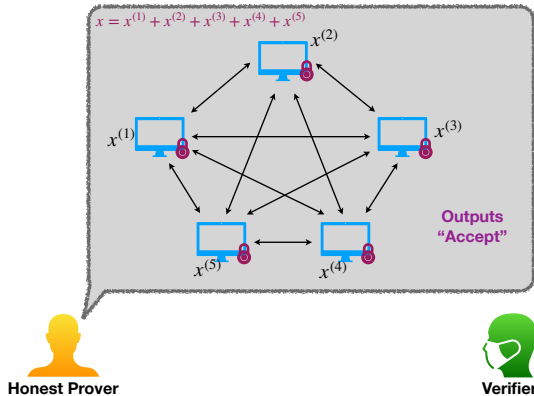 x = x^{(1)} + x^{(2)} + x^{(3)} + x^{(4)} + x^{(5)}
x^{(2)}
x^{(1)}
x^{(3)}
x^{(5)}
x^{(4)}
Outputs
“Accept”
Honest Prover
Verifier